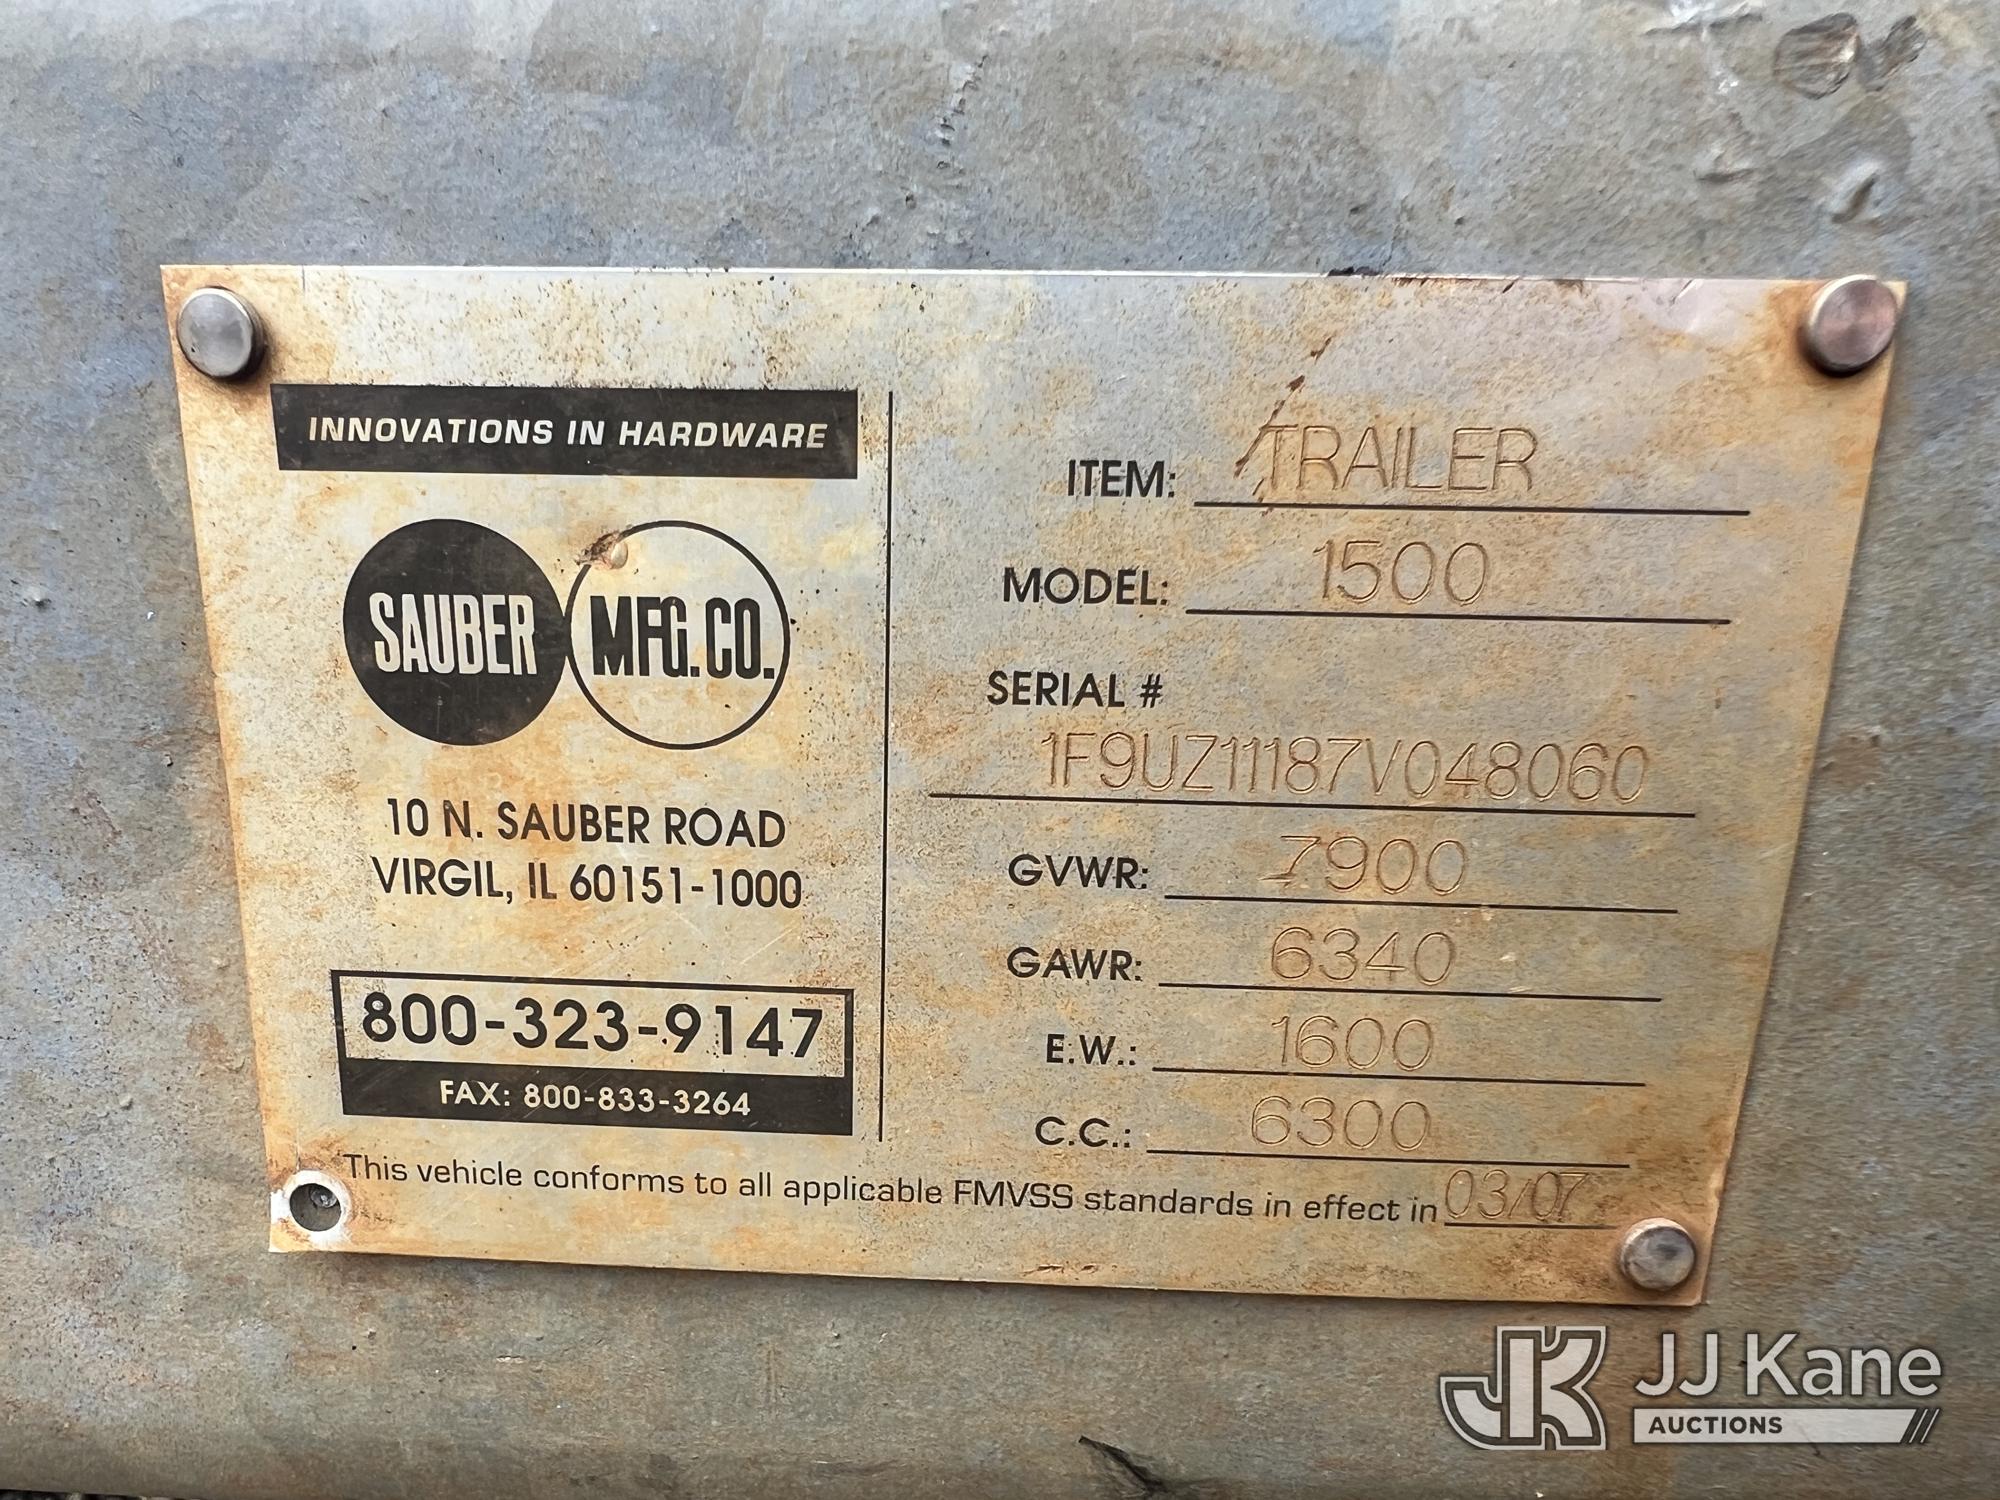 INNOVATIONS IN HARDWARE
SAUBER MFG.CO.
10 N. SAUBER ROAD
VIRGIL, IL 60151-1000
800-323-9147
FAX: 800-833-3264
ITEM: TRAILER
MODEL: 1500
SERIAL #
1F9UZ11187V048060
GVWR: 7900
GAWR: 6340
E.W.: 1600
C.C.: 6300
This vehicle conforms to all applicable FMVSS standards in effect in 03/07
JK JJ Kane
AUCTIONS